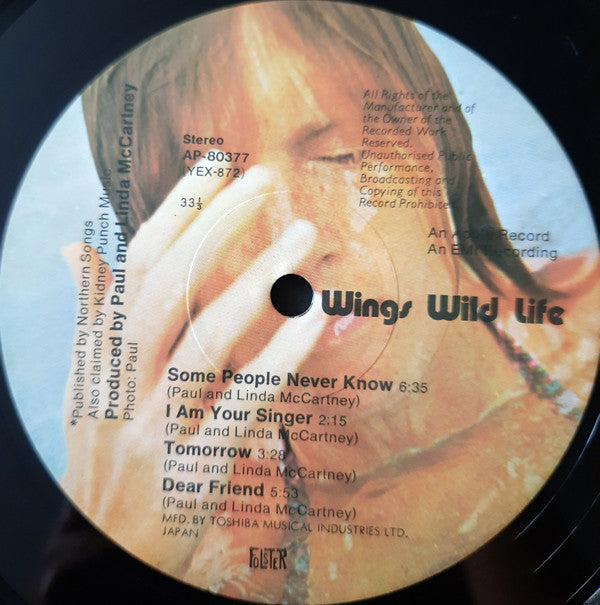 Stereo
AP-80377
(YEX-872)
33⅓
All Rights of the
Manufacturer and of
the Owner of the
Recorded Work
Reserved.
Unauthorised Public
Performance,
Broadcasting and
Copying of this
Record Prohibited
An Apple Record
An EMI Recording
*Published by Northern Songs
Also claimed by Kidney Punch Music
Produced by Paul and Linda McCartney
Photo: Paul
Wings Wild Life
Some People Never Know 6:35
(Paul and Linda McCartney)
I Am Your Singer 2:15
(Paul and Linda McCartney)
Tomorrow 3:28
(Paul and Linda McCartney)
Dear Friend 5:53
(Paul and Linda McCartney)
MFD. BY TOSHIBA MUSICAL INDUSTRIES LTD.
JAPAN